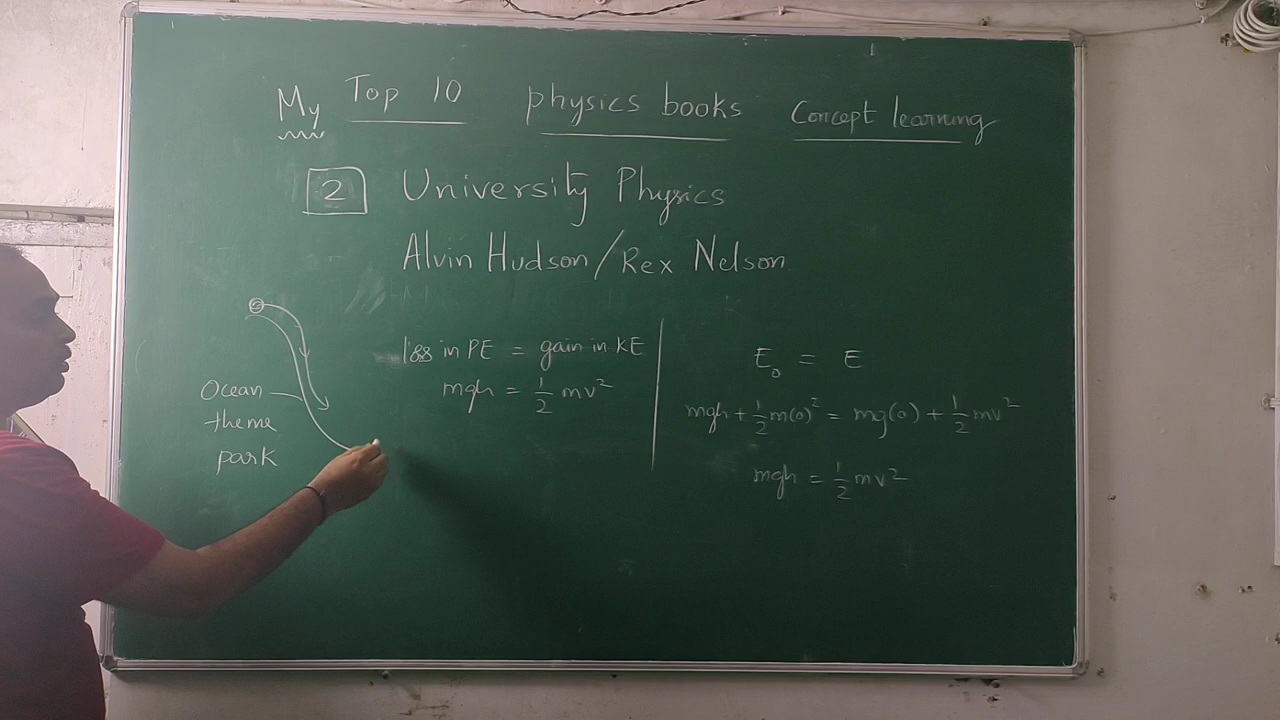 My Top 10 physics books Concept learning
2 University Physics
Alvin Hudson / Rex Nelson
Ocean
theme
park
loss in PE = gain in KE
mgh = 1/2 mv²
E₀ = E
mgh + 1/2 m(0)² = mg(0) + 1/2 mv²
mgh = 1/2 mv²